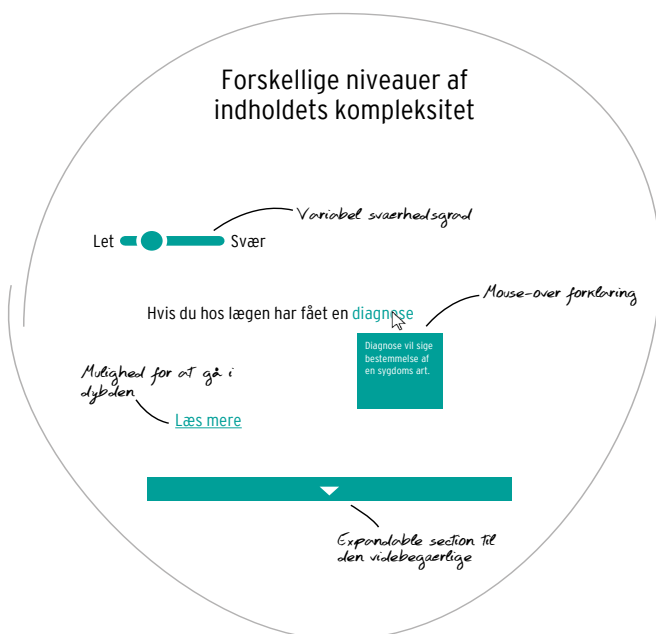 Forskellige niveauer af
indholdets kompleksitet
Variabel sværhedsgrad
Let Svær
Mouse-over forklaring
Hvis du hos lægen har fået en diagnose
Diagnose vil sige
bestemmelse af
en sygdoms art.
Mulighed for at gå i
dybden
Læs mere
Expandable section til
den videbegærlige